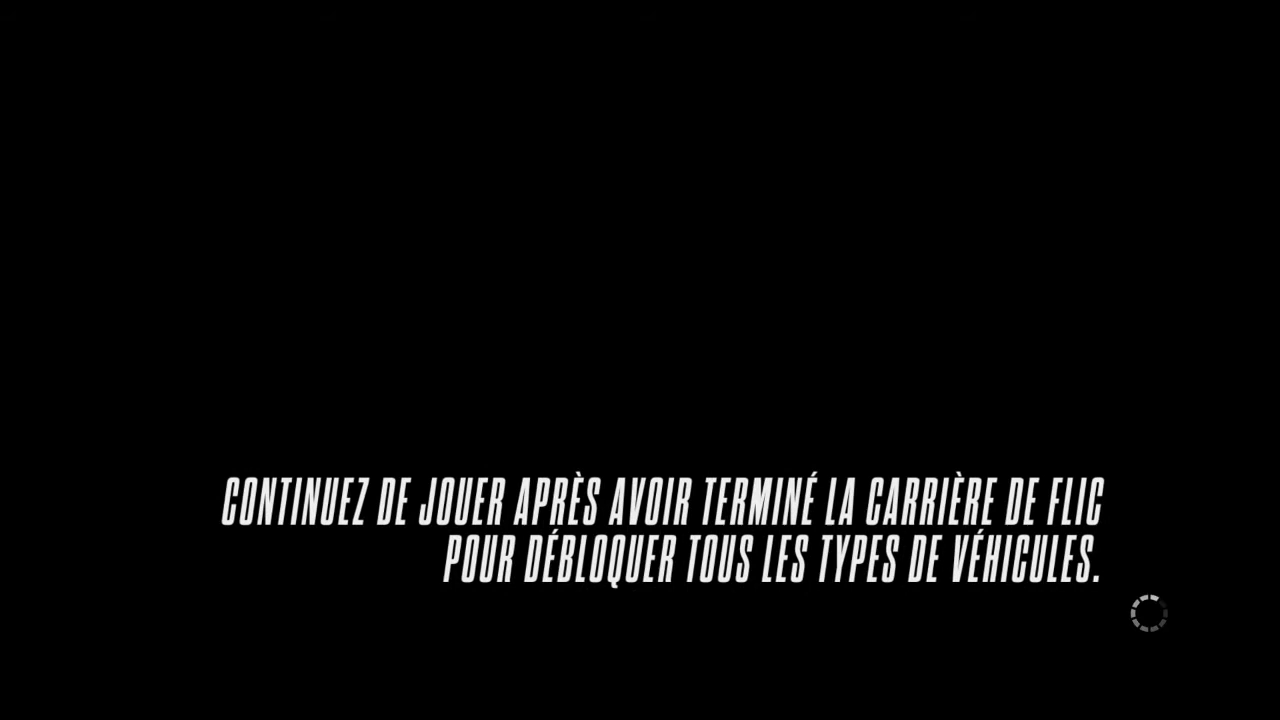 CONTINUEZ DE JOUER APRÈS AVOIR TERMINÉ LA CARRIÈRE DE FLIC
POUR DÉBLOQUER TOUS LES TYPES DE VÉHICULES.